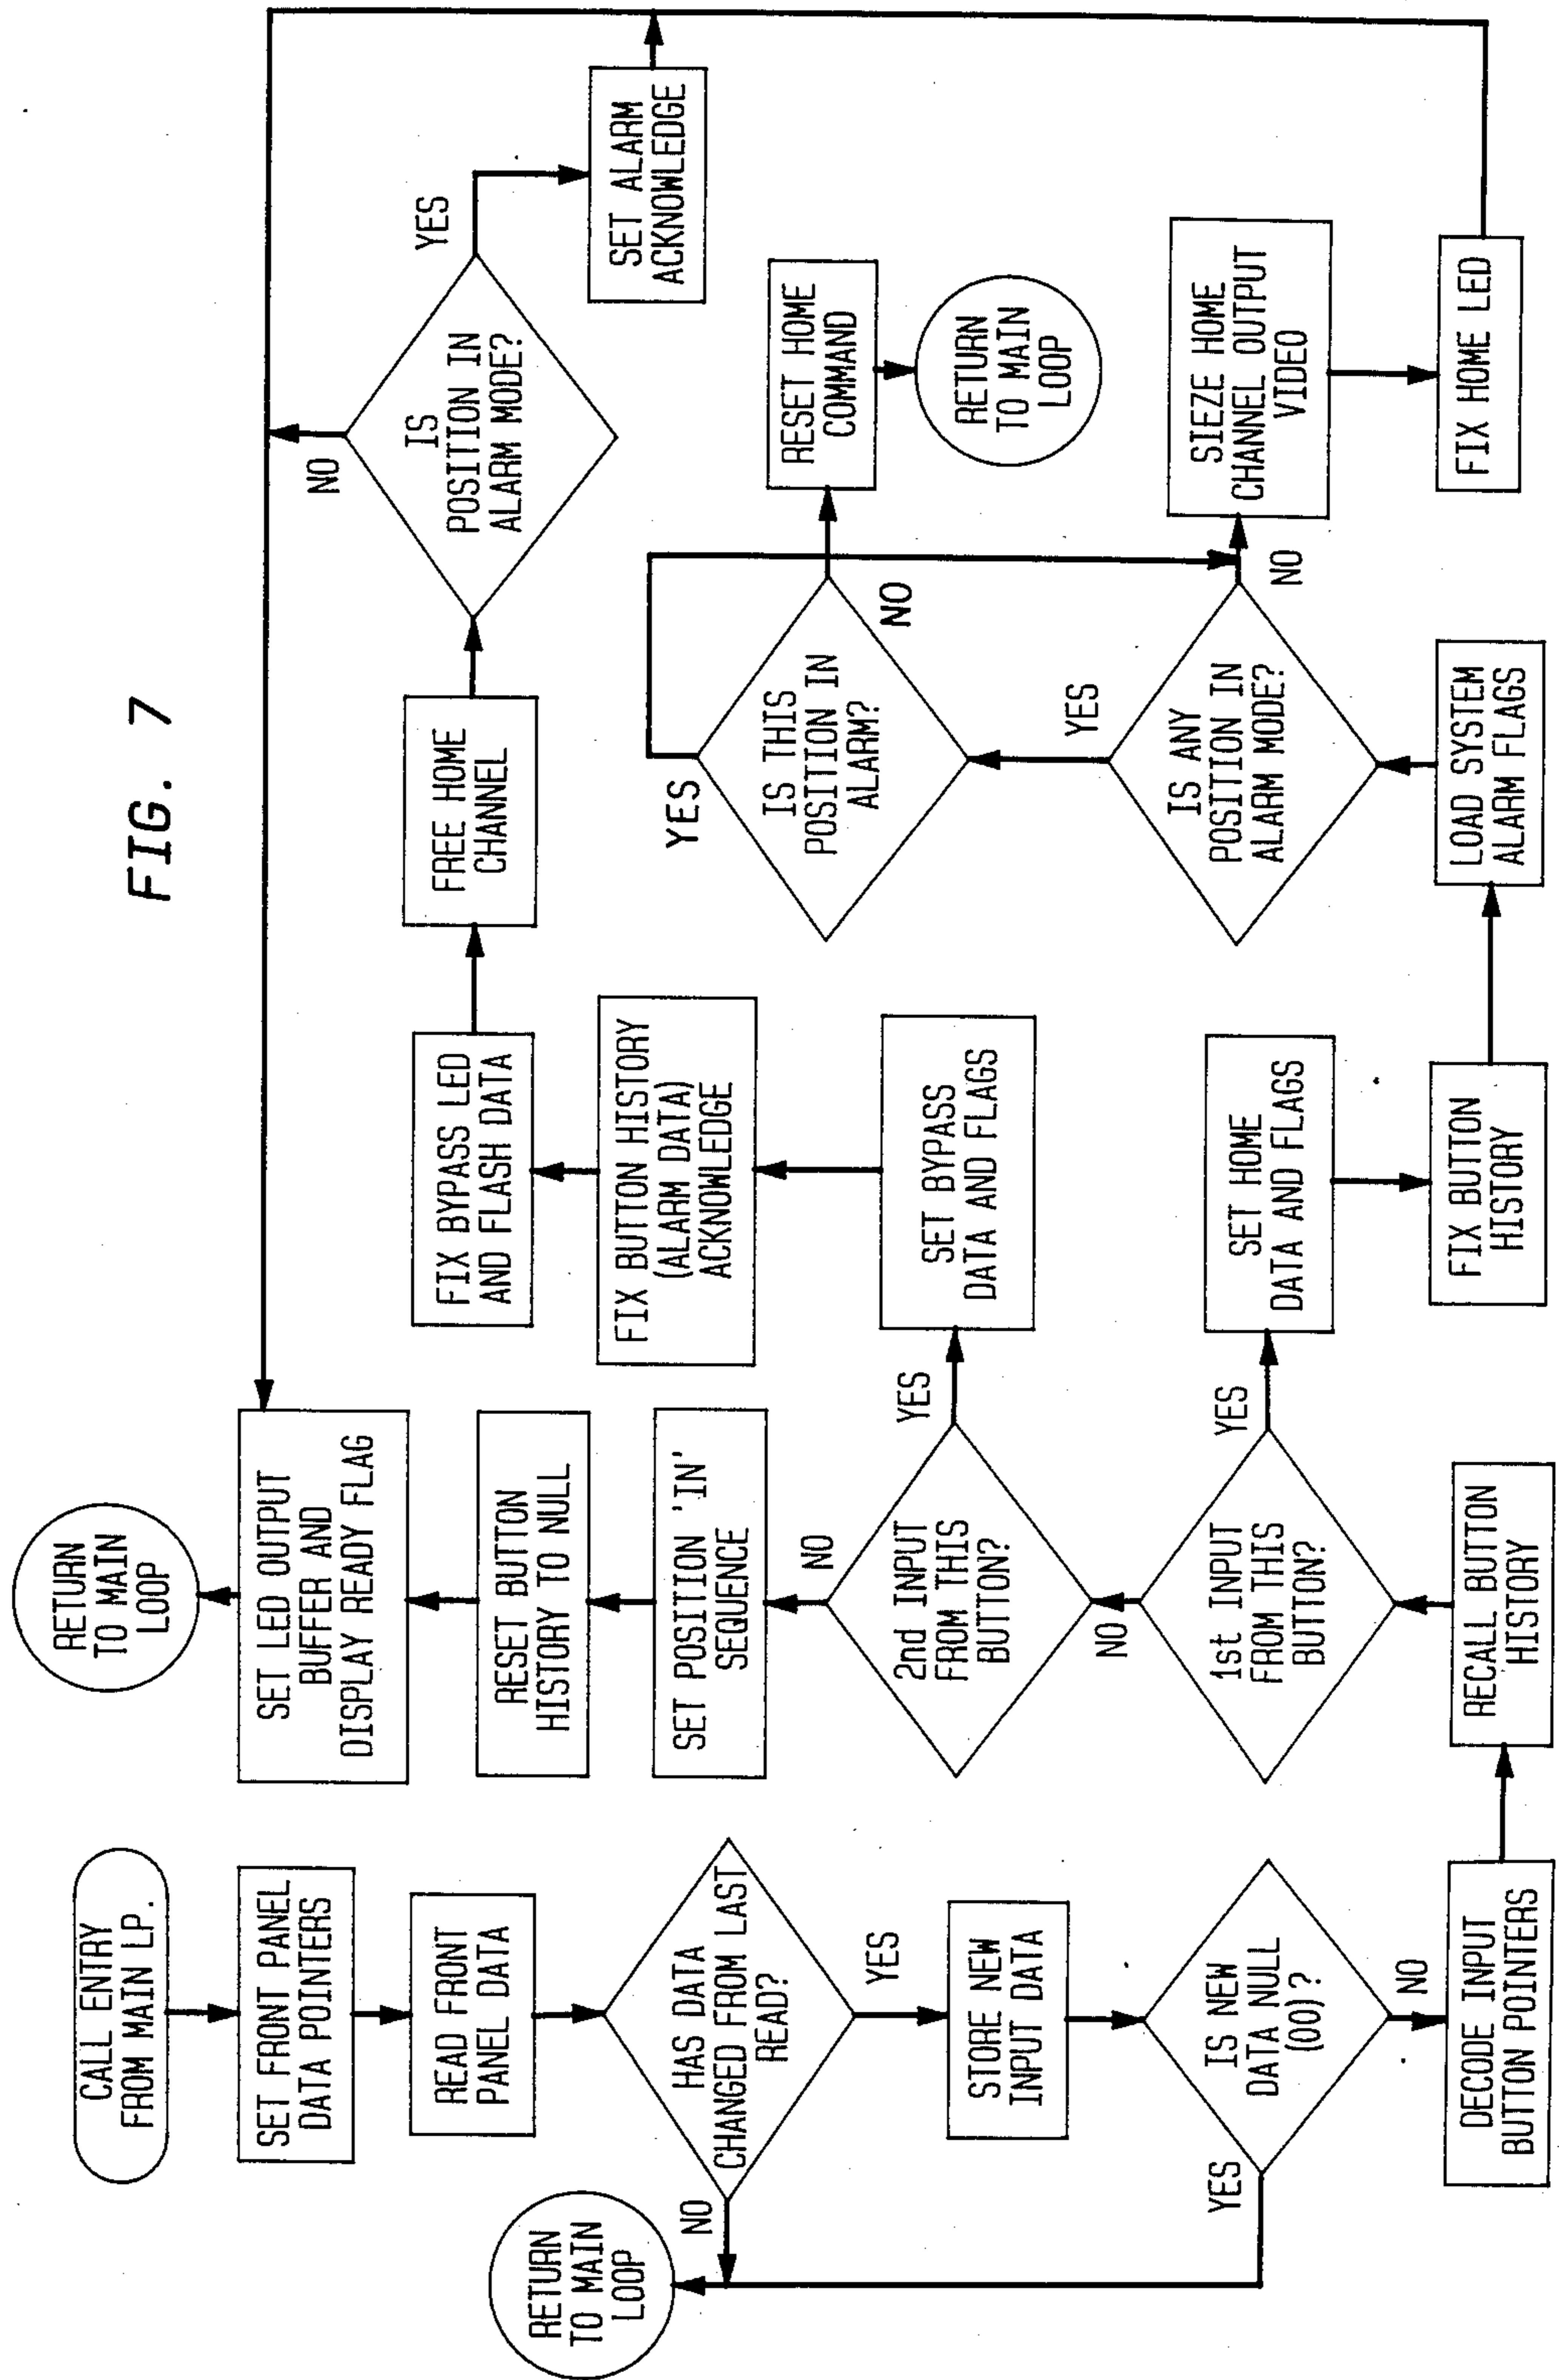 FIG. 7
CALL ENTRY
FROM MAIN LP.
SET FRONT PANEL
DATA POINTERS
READ FRONT
PANEL DATA
HAS DATA
CHANGED FROM LAST
READ?
NO
YES
RETURN
TO MAIN
LOOP
STORE NEW
INPUT DATA
IS NEW
DATA NULL
(00)?
YES
NO
DECODE INPUT
BUTTON POINTERS
RECALL BUTTON
HISTORY
1st INPUT
FROM THIS
BUTTON?
YES
NO
2nd INPUT
FROM THIS
BUTTON?
YES
NO
SET POSITION 'IN'
SEQUENCE
RESET BUTTON
HISTORY TO NULL
SET LED OUTPUT
BUFFER AND
DISPLAY READY FLAG
RETURN
TO MAIN
LOOP
SET BYPASS
DATA AND FLAGS
FIX BUTTON HISTORY
(ALARM DATA)
ACKNOWLEDGE
FIX BYPASS LED
AND FLASH DATA
FREE HOME
CHANNEL
IS
POSITION IN
ALARM MODE?
NO
YES
SET ALARM
ACKNOWLEDGE
SET HOME
DATA AND FLAGS
FIX BUTTON
HISTORY
LOAD SYSTEM
ALARM FLAGS
IS ANY
POSITION IN
ALARM MODE?
YES
NO
IS THIS
POSITION IN
ALARM?
YES
NO
RESET HOME
COMMAND
RETURN
TO MAIN
LOOP
SIEZE HOME
CHANNEL OUTPUT
VIDEO
FIX HOME LED